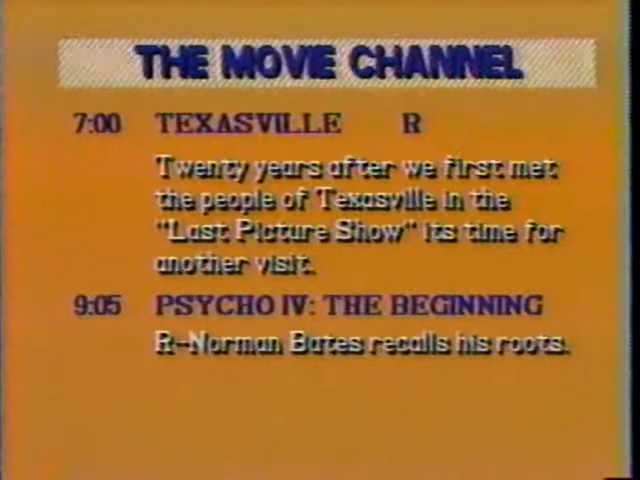 THE MOVIE CHANNEL
7:00 TEXASVILLE R
Twenty years after we first met
the people of Texasville in the
"Last Picture Show" its time for
another visit.
9:05 PSYCHO IV: THE BEGINNING
R-Norman Bates recalls his roots.